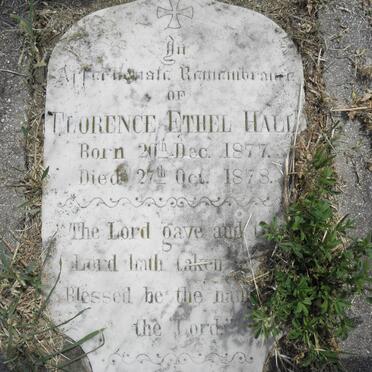 In
Affectionate Remembrance
OF
FLORENCE ETHEL HALL
Born 20th Dec. 1877.
Died 27th Oct. 1878.
The Lord gave and
Lord hath taken
Blessed be the nam
the Lord